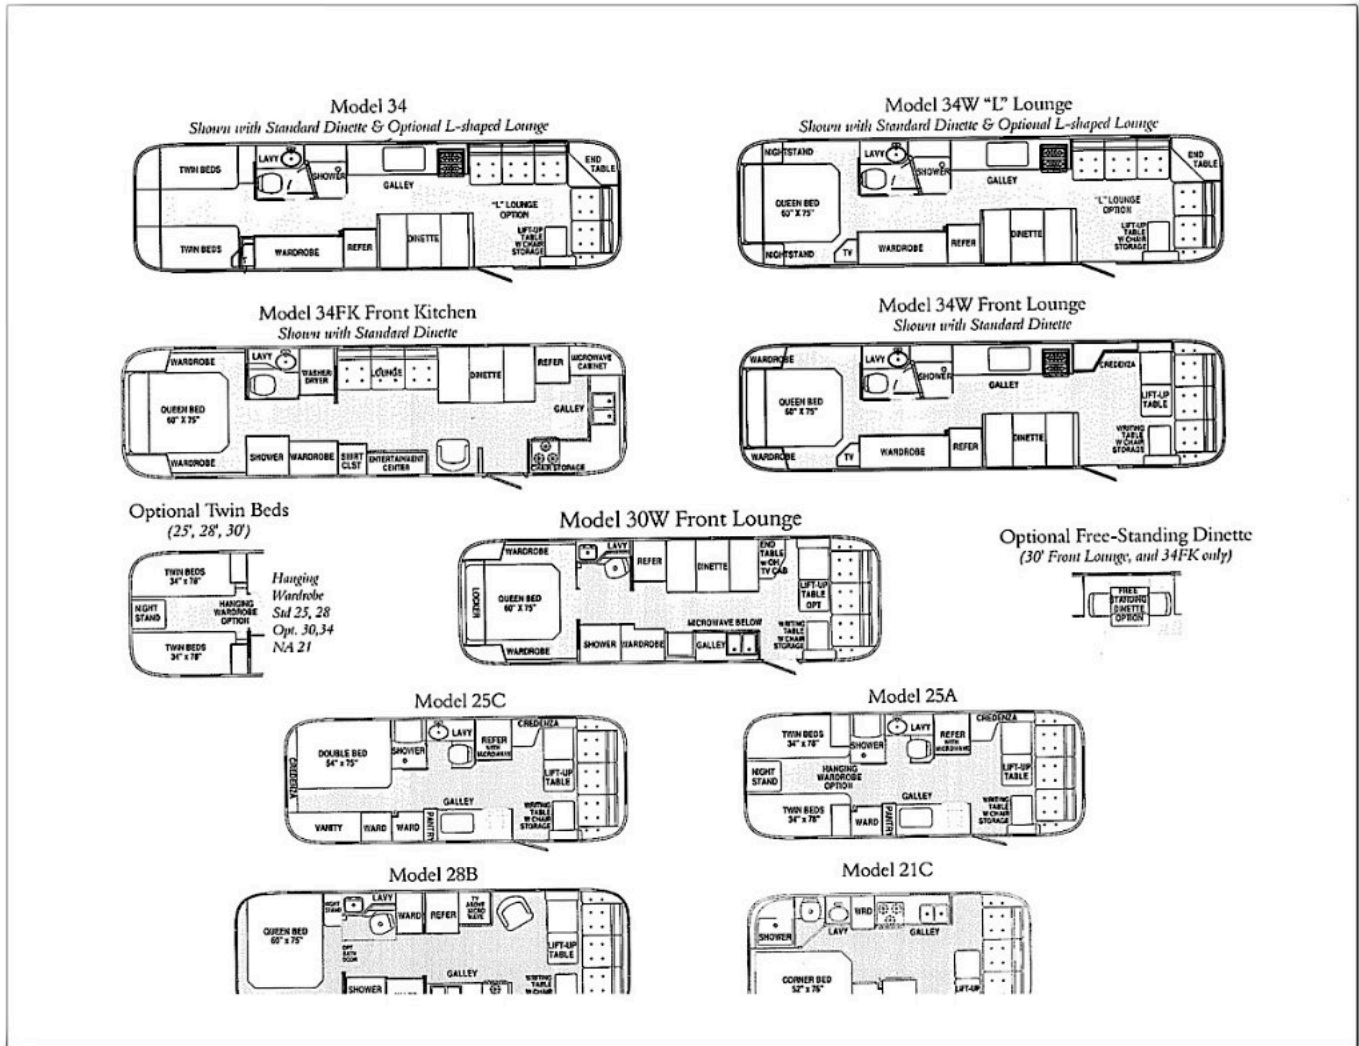 Model 34
Shown with Standard Dinette & Optional L-shaped Lounge
TWIN BEDS
LAVY
SHOWER
GALLEY
END
TABLE
"L" LOUNGE
OPTION
TWIN BEDS
WARDROBE
REFER
DINETTE
LIFT-UP
TABLE
W CHAIR
STORAGE
Model 34W "L" Lounge
Shown with Standard Dinette & Optional L-shaped Lounge
NIGHTSTAND
LAVY
SHOWER
GALLEY
END
TABLE
QUEEN BED
60" X 75"
"L" LOUNGE
OPTION
NIGHTSTAND
TV
WARDROBE
REFER
DINETTE
LIFT-UP
TABLE
W CHAIR
STORAGE
Model 34FK Front Kitchen
Shown with Standard Dinette
WARDROBE
LAVY
WASHER/
DRYER
LOUNGE
DINETTE
REFER
MICROWAVE
CABINET
QUEEN BED
60" X 75"
GALLEY
WARDROBE
SHOWER
WARDROBE
SHIRT
CLST
ENTERTAINMENT
CENTER
CHAIR STORAGE
Model 34W Front Lounge
Shown with Standard Dinette
WARDROBE
LAVY
SHOWER
GALLEY
CREDENZA
QUEEN BED
60" X 75"
LIFT-UP
TABLE
WARDROBE
TV
WARDROBE
REFER
DINETTE
WRITING
TABLE
W CHAIR
STORAGE
Optional Twin Beds
(25', 28', 30')
TWIN BEDS
34" x 76"
NIGHT
STAND
HANGING
WARDROBE
OPTION
TWIN BEDS
34" x 76"
Hanging
Wardrobe
Std 25, 28
Opt. 30,34
NA 21
Model 30W Front Lounge
WARDROBE
LAVY
REFER
DINETTE
END
TABLE
W CH/
TV CAB
LOCKER
QUEEN BED
60" X 75"
LIFT-UP
TABLE
OPT
MICROWAVE BELOW
WARDROBE
SHOWER
WARDROBE
GALLEY
WRITING
TABLE
W CHAIR
STORAGE
Optional Free-Standing Dinette
(30' Front Lounge, and 34FK only)
FREE
STANDING
DINETTE
OPTION
Model 25C
DOUBLE BED
54" x 75"
SHOWER
LAVY
REFER
WITH
MICROWAVE
CREDENZA
CREDENZA
LIFT-UP
TABLE
GALLEY
VANITY
WARD
WARD
PANTRY
WRITING
TABLE
W CHAIR
STORAGE
Model 25A
TWIN BEDS
34" x 76"
SHOWER
LAVY
REFER
WITH
MICROWAVE
CREDENZA
NIGHT
STAND
HANGING
WARDROBE
OPTION
LIFT-UP
TABLE
GALLEY
TWIN BEDS
34" x 76"
WARD
PANTRY
WRITING
TABLE
W CHAIR
STORAGE
Model 28B
QUEEN BED
60" x 75"
NIGHT
STAND
LAVY
WARD
REFER
TV
ABOVE
MICRO
WAVE
OPT
BATH
DOOR
LIFT-UP
TABLE
GALLEY
SHOWER
WRITING
TABLE
W CHAIR
Model 21C
SHOWER
LAVY
WRD
GALLEY
CORNER BED
52" x 76"
LIFT-UP